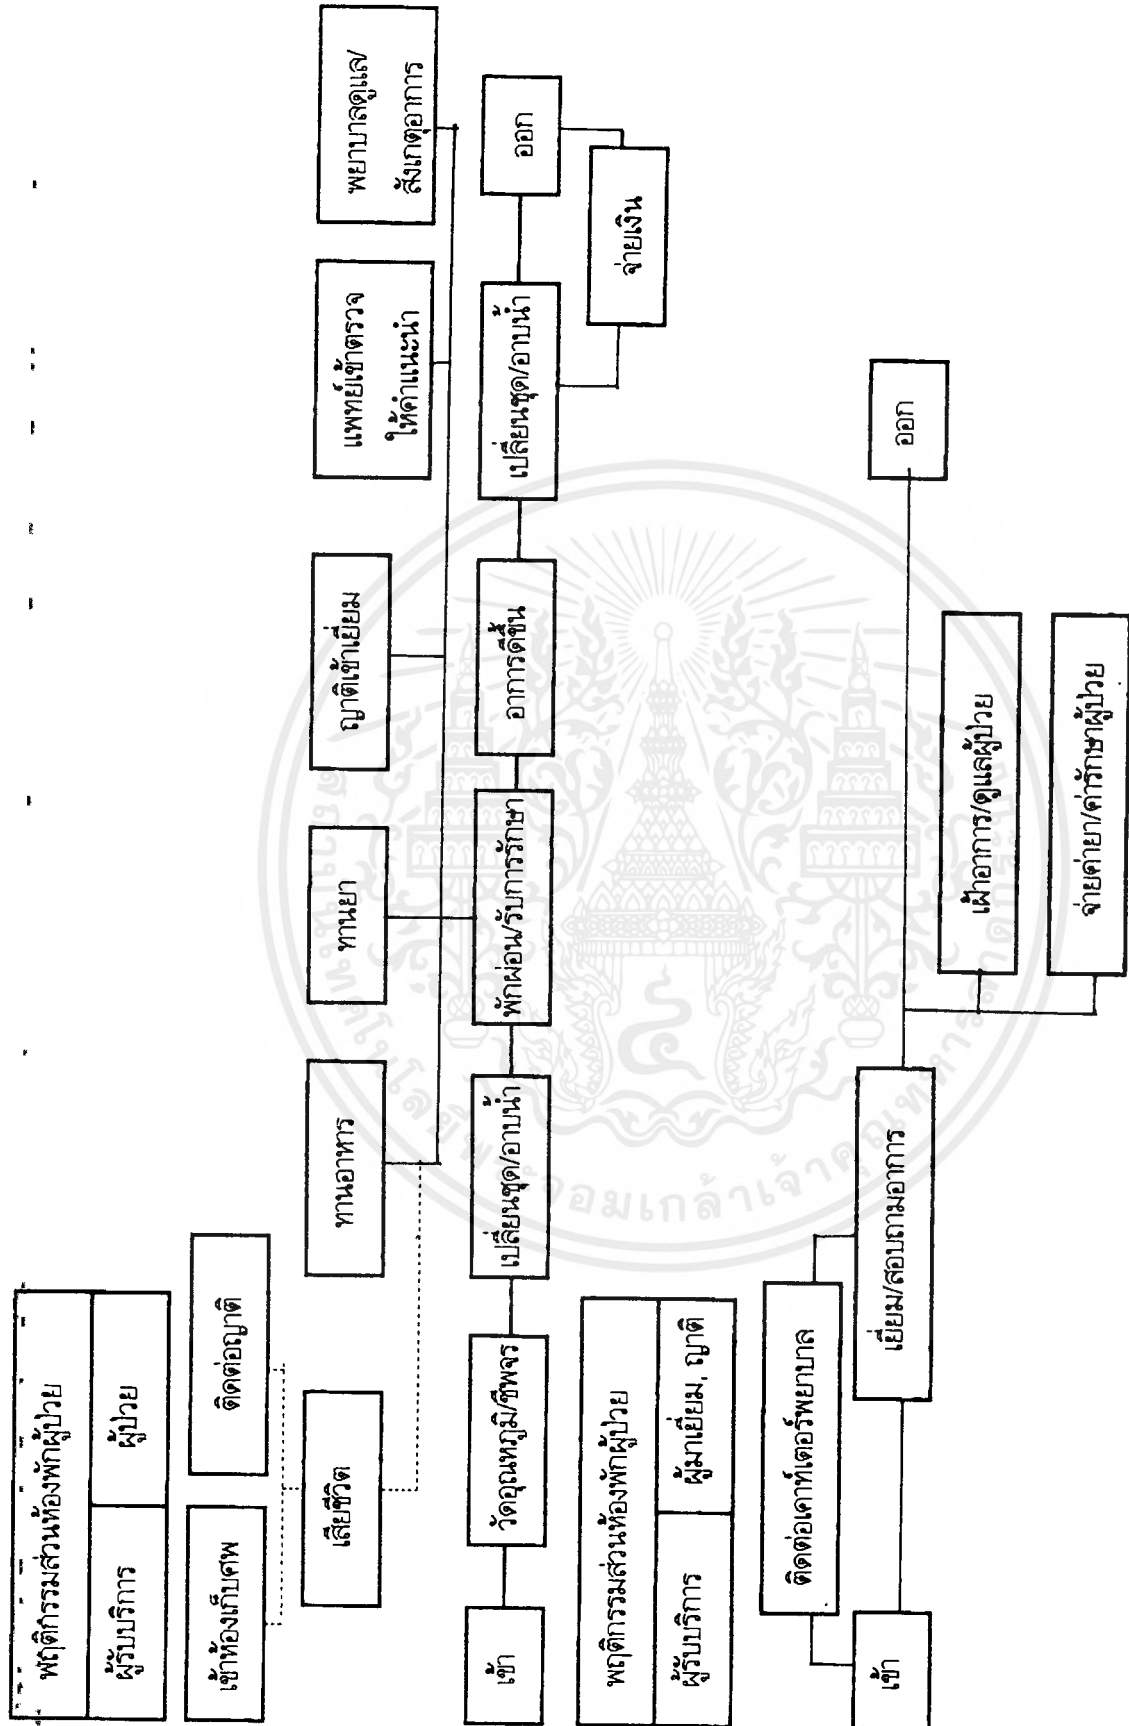 พฤติกรรมส่วนห้องพักผู้ป่วย
ผู้รับบริการ
ผู้ป่วย
เข้าห้องเก็บศพ
ติดต่อญาติ
เสียชีวิต
ทานอาหาร
ทานยา
ญาติเข้าเยี่ยม
แพทย์เข้าตรวจ
ให้คำแนะนำ
พยาบาลดูแล/
สังเกตุอาการ
เข้า
วัดอุณหภูมิ/ชีพจร
เปลี่ยนชุด/อาบน้ำ
พักผ่อน/รับการรักษา
อาการดีขึ้น
เปลี่ยนชุด/อาบน้ำ
ออก
จ่ายเงิน
พฤติกรรมส่วนห้องพักผู้ป่วย
ผู้รับบริการ
ผู้มาเยี่ยม, ญาติ
ติดต่อเคาท์เตอร์พยาบาล
เข้า
เยี่ยม/สอบถามอาการ
ออก
เฝ้าอาการ/ดูแลผู้ป่วย
จ่ายค่ายา/ค่ารักษาผู้ป่วย